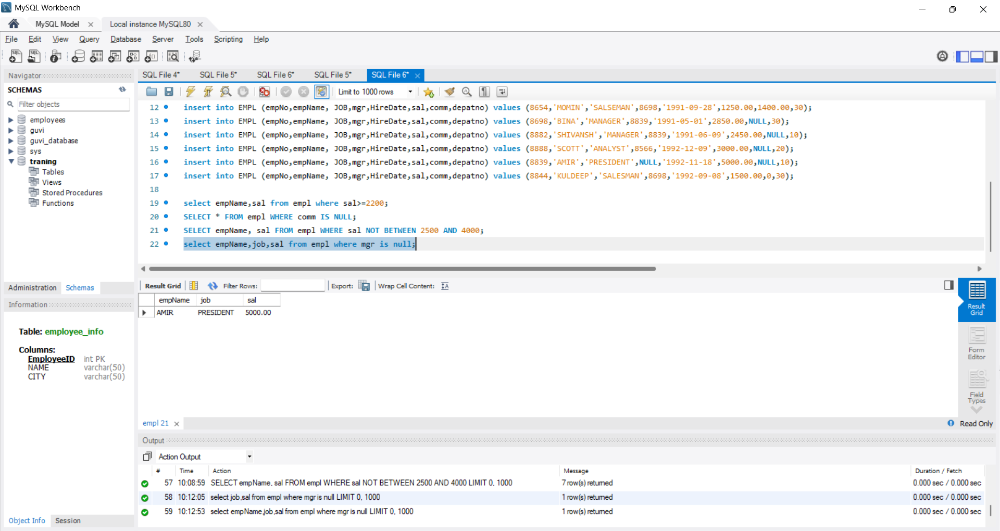 MySQL Workbench
MySQL Model
Local instance MySQL80
File Edit View Query Database Server Tools Scripting Help
Navigator
SCHEMAS
Filter objects
employees
guvi
guvi_database
sys
traning
Tables
Views
Stored Procedures
Functions
Administration Schemas
Information
Table: employee_info
Columns:
EmployeeID int PK
NAME varchar(50)
CITY varchar(50)
Object Info Session
SQL File 4* SQL File 5* SQL File 6* SQL File 5* SQL File 6*
Limit to 1000 rows
12 insert into EMPL (empNo,empName, JOB,mgr,HireDate,sal,comm,depatno) values (8654,'MOMIN','SALSEMAN',8698,'1991-09-28',1250.00,1400.00,30);
13 insert into EMPL (empNo,empName, JOB,mgr,HireDate,sal,comm,depatno) values (8698,'BINA','MANAGER',8839,'1991-05-01',2850.00,NULL,30);
14 insert into EMPL (empNo,empName, JOB,mgr,HireDate,sal,comm,depatno) values (8882,'SHIVANSH','MANAGER',8839,'1991-06-09',2450.00,NULL,10);
15 insert into EMPL (empNo,empName, JOB,mgr,HireDate,sal,comm,depatno) values (8888,'SCOTT','ANALYST',8566,'1992-12-09',3000.00,NULL,20);
16 insert into EMPL (empNo,empName, JOB,mgr,HireDate,sal,comm,depatno) values (8839,'AMIR','PRESIDENT',NULL,'1992-11-18',5000.00,NULL,10);
17 insert into EMPL (empNo,empName, JOB,mgr,HireDate,sal,comm,depatno) values (8844,'KULDEEP','SALESMAN',8698,'1992-09-08',1500.00,0,30);
18
19 select empName,sal from empl where sal>=2200;
20 SELECT * FROM empl WHERE comm IS NULL;
21 SELECT empName, sal FROM empl WHERE sal NOT BETWEEN 2500 AND 4000;
22 select empName,job,sal from empl where mgr is null;
Result Grid Filter Rows: Export: Wrap Cell Content:
empName job sal
AMIR PRESIDENT 5000.00
Result
Grid
Form
Editor
Field
Types
empl 21
Read Only
Output
Action Output
# Time Action Message Duration / Fetch
57 10:08:59 SELECT empName, sal FROM empl WHERE sal NOT BETWEEN 2500 AND 4000 LIMIT 0, 1000 7 row(s) returned 0.000 sec / 0.000 sec
58 10:12:05 select job,sal from empl where mgr is null LIMIT 0, 1000 1 row(s) returned 0.000 sec / 0.000 sec
59 10:12:53 select empName,job,sal from empl where mgr is null LIMIT 0, 1000 1 row(s) returned 0.000 sec / 0.000 sec